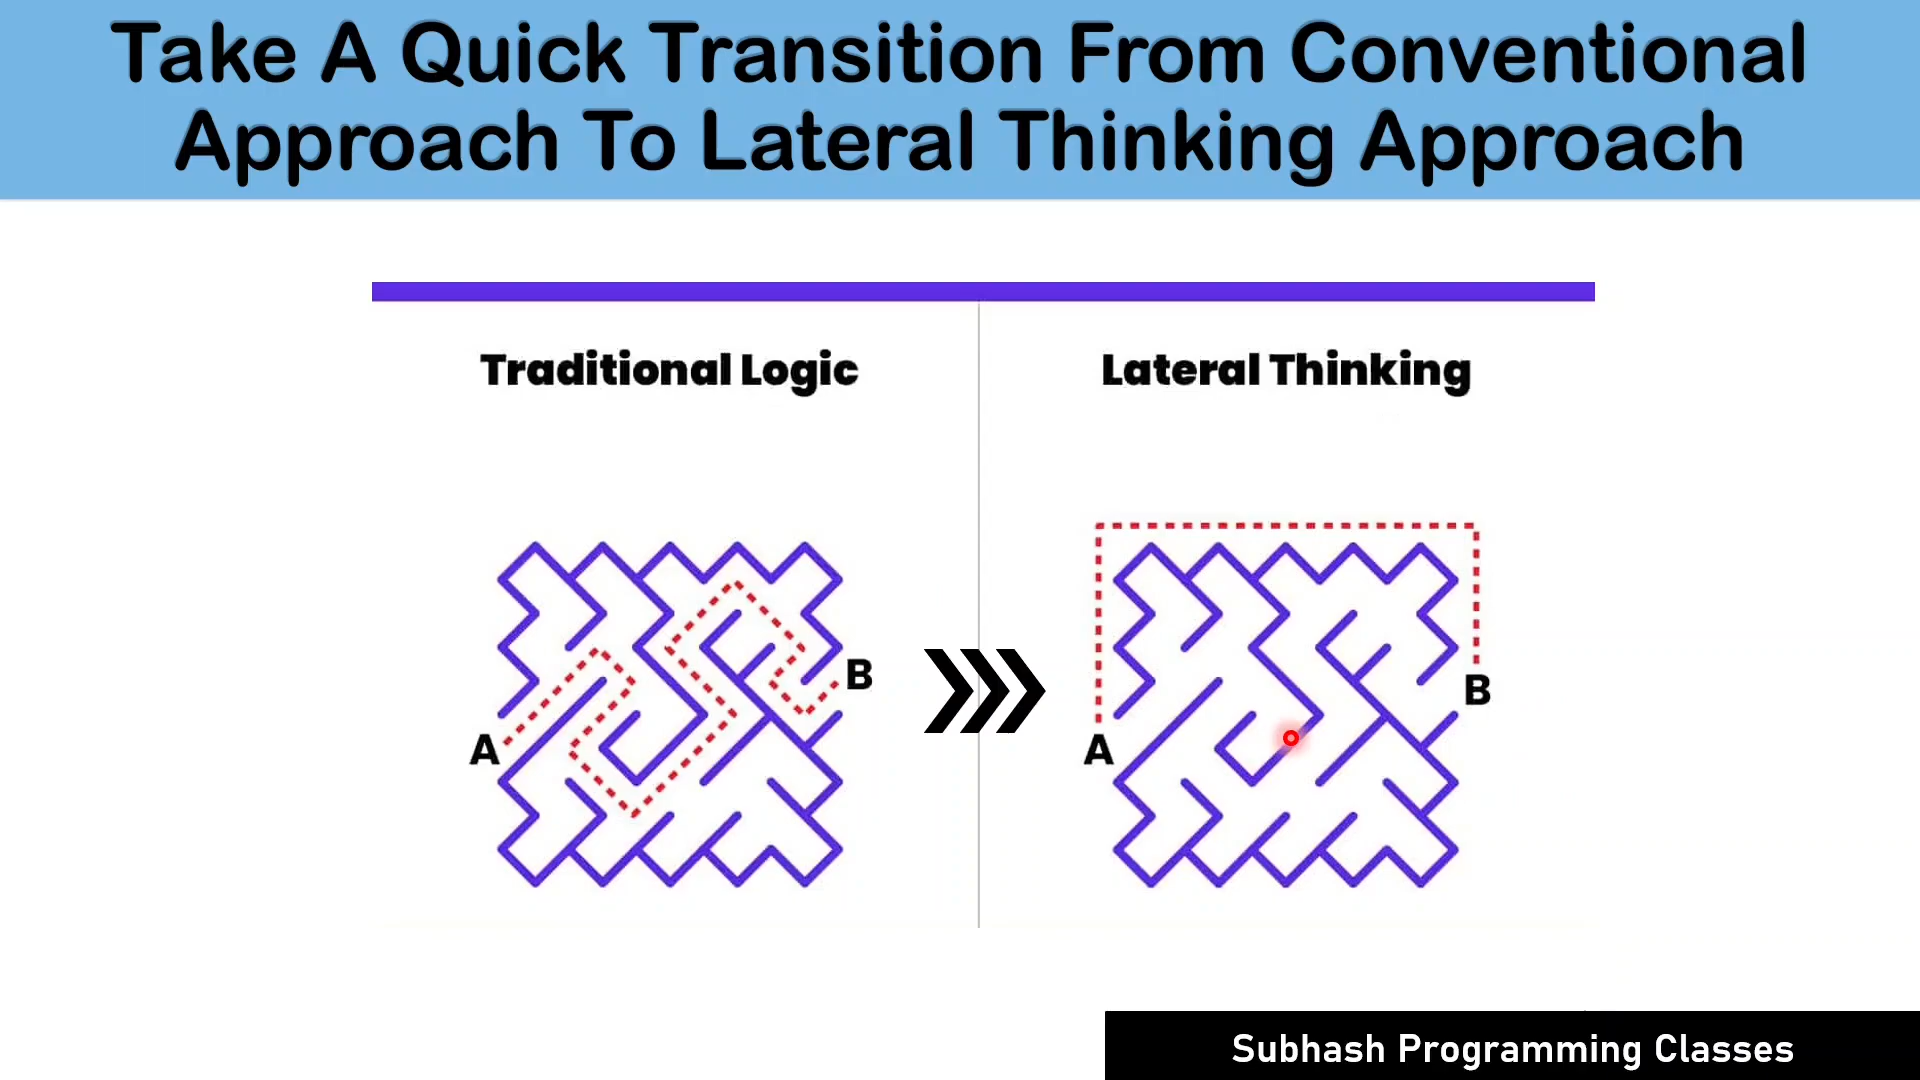 Take A Quick Transition From Conventional
Approach To Lateral Thinking Approach
Traditional Logic
Lateral Thinking
A
B
A
B
Subhash Programming Classes